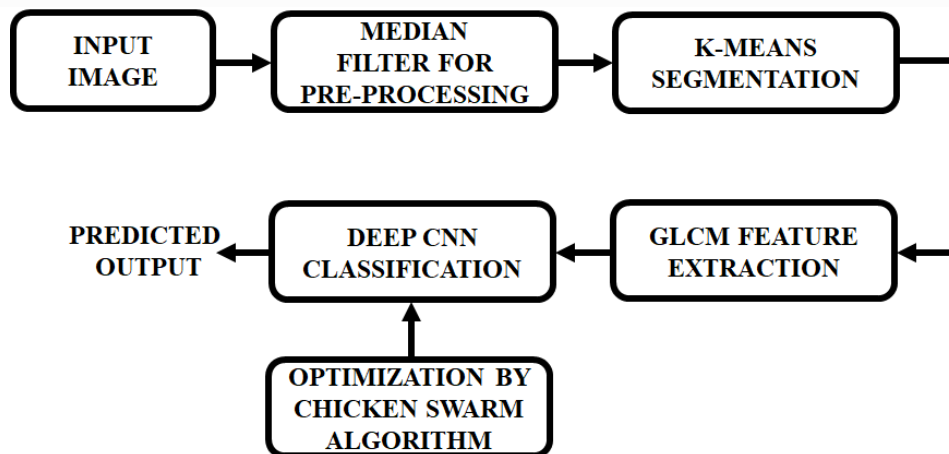 INPUT
IMAGE
MEDIAN
FILTER FOR
PRE-PROCESSING
K-MEANS
SEGMENTATION
PREDICTED
OUTPUT
DEEP CNN
CLASSIFICATION
GLCM FEATURE
EXTRACTION
OPTIMIZATION BY
CHICKEN SWARM
ALGORITHM